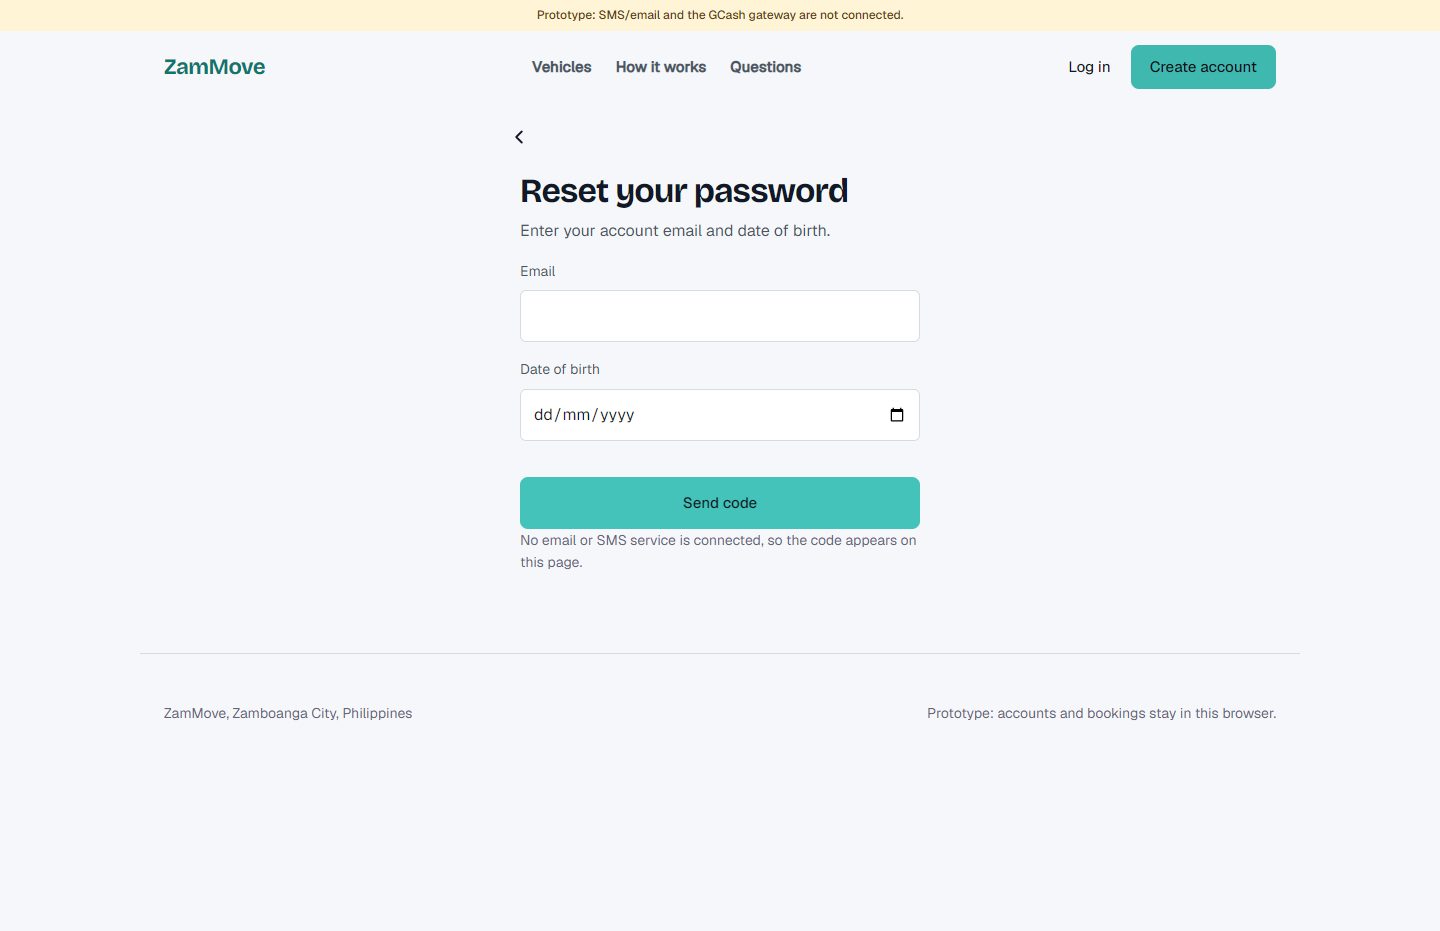 Prototype: SMS/email and the GCash gateway are not connected.
ZamMove
Vehicles
How it works
Questions
Log in
Create account
Reset your password
Enter your account email and date of birth.
Email
Date of birth
dd/mm/yyyy
Send code
No email or SMS service is connected, so the code appears on
this page.
ZamMove, Zamboanga City, Philippines
Prototype: accounts and bookings stay in this browser.